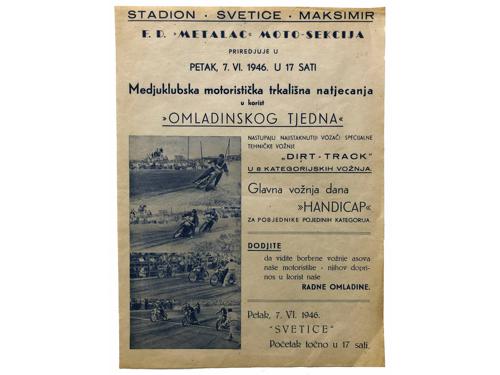 STADION · SVETICE · MAKSIMIR
F. D. »METALAC« MOTO-SEKCIJA
PRIREDJUJE U
PETAK, 7. VI. 1946. U 17 SATI
Medjuklubska motoristička trkališna natjecanja
u korist
»OMLADINSKOG TJEDNA«
NASTUPAJU NAJISTAKNUTIJI VOZAČI SPECIJALNE
TEHNIČKE VOŽNJE
„DIRT-TRACK"
U 8 KATEGORIJSKIH VOŽNJA.
Glavna vožnja dana
»HANDICAP«
ZA POBJEDNIKE POJEDINIH KATEGORIJA.
DODJITE
da vidite borbene vožnje asova
naše motoristike - njihov dopri-
nos u korist naše
RADNE OMLADINE.
Petak, 7. VI. 1946.
"SVETICE"
Početak točno u 17 sati.